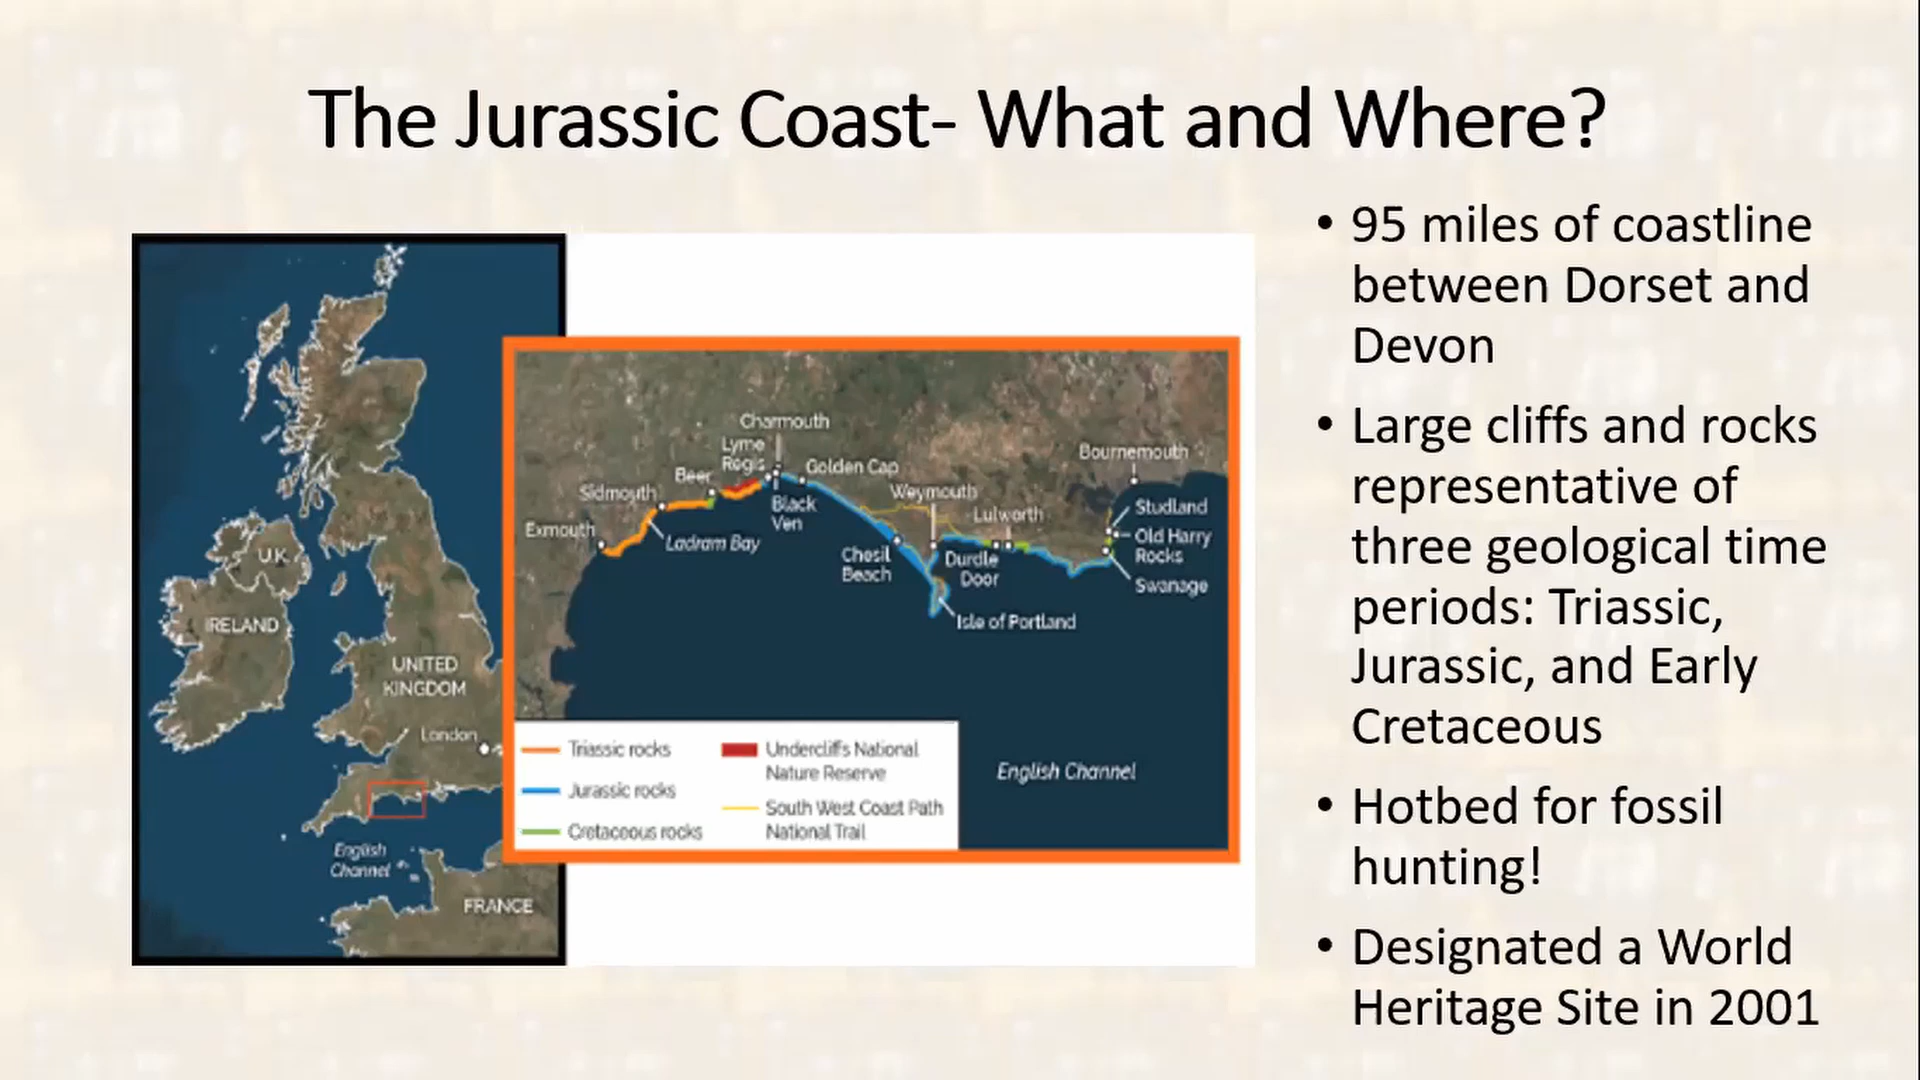 The Jurassic Coast- What and Where?
• 95 miles of coastline
between Dorset and
Devon
• Large cliffs and rocks
representative of
three geological time
periods: Triassic,
Jurassic, and Early
Cretaceous
• Hotbed for fossil
hunting!
• Designated a World
Heritage Site in 2001
U.K.
IRELAND
UNITED
KINGDOM
London
English
Channel
FRANCE
Charmouth
Lyme
Regis
Golden Cap
Beer
Sidmouth
Black
Ven
Exmouth
Ladram Bay
Weymouth
Lulworth
Bournemouth
Studland
Old Harry
Rocks
Swanage
Chesil
Beach
Durdle
Door
Isle of Portland
English Channel
Triassic rocks
Jurassic rocks
Cretaceous rocks
Undercliffs National
Nature Reserve
South West Coast Path
National Trail